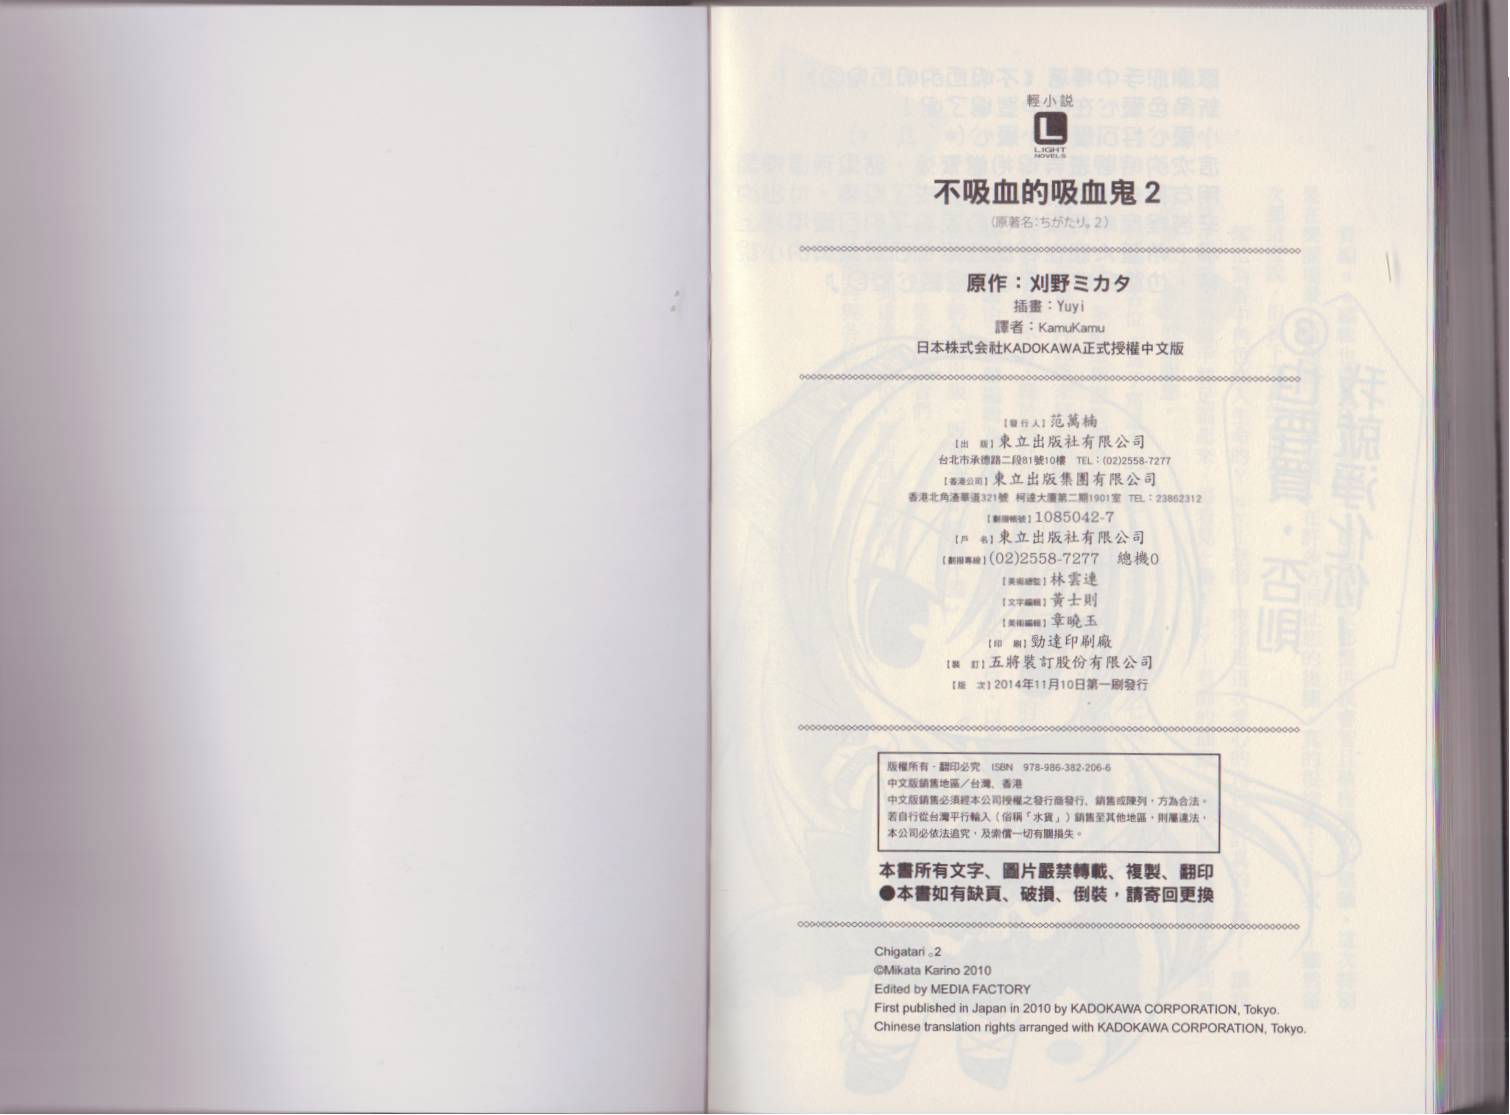 輕小説
L
LIGHT
NOVELS
不吸血的吸血鬼 2
(原著名:ちがたり。2)
原作：刈野ミカタ
插畫：Yuyi
譯者：KamuKamu
日本株式会社KADOKAWA正式授權中文版
【發行人】范萬楠
【出　版】東立出版社有限公司
台北市承德路二段81號10樓　TEL：(02)2558-7277
【香港公司】東立出版集團有限公司
香港北角渣華道321號 柯達大廈第二期1901室 TEL：23862312
【劃撥帳號】1085042-7
【戶　名】東立出版社有限公司
【劃撥專線】(02)2558-7277　總機0
【美術總監】林雲連
【文字編輯】黃士則
【美術編輯】章曉玉
【印　刷】勁達印刷廠
【裝　訂】五將裝訂股份有限公司
【版　次】2014年11月10日第一刷發行
版權所有‧翻印必究　ISBN　978-986-382-206-6
中文版銷售地區／台灣、香港
中文版銷售必須經本公司授權之發行商發行、銷售或陳列，方為合法。
若自行從台灣平行輸入（俗稱「水貨」）銷售至其他地區，則屬違法，
本公司必依法追究，及索償一切有關損失。
本書所有文字、圖片嚴禁轉載、複製、翻印
●本書如有缺頁、破損、倒裝，請寄回更換
Chigatari 。2
©Mikata Karino 2010
Edited by MEDIA FACTORY
First published in Japan in 2010 by KADOKAWA CORPORATION, Tokyo.
Chinese translation rights arranged with KADOKAWA CORPORATION, Tokyo.